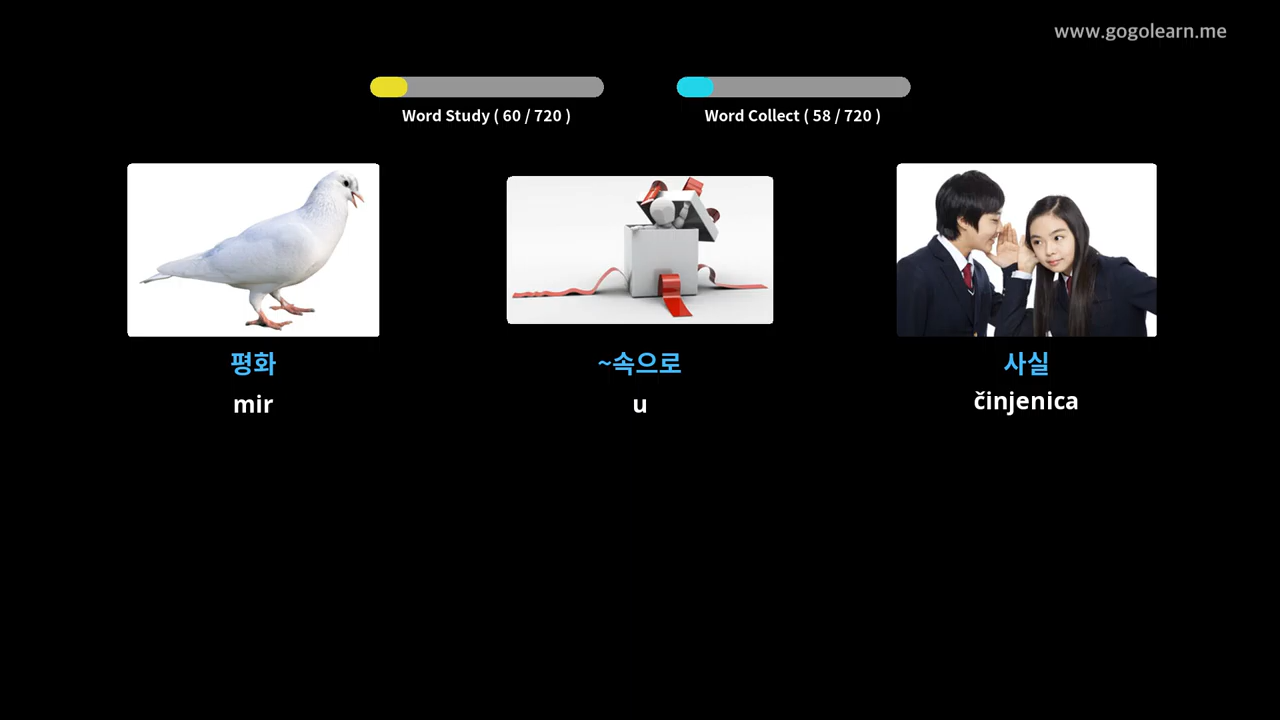 www.gogolearn.me
Word Study ( 60 / 720 )
Word Collect ( 58 / 720 )
평화
mir
~속으로
u
사실
činjenica